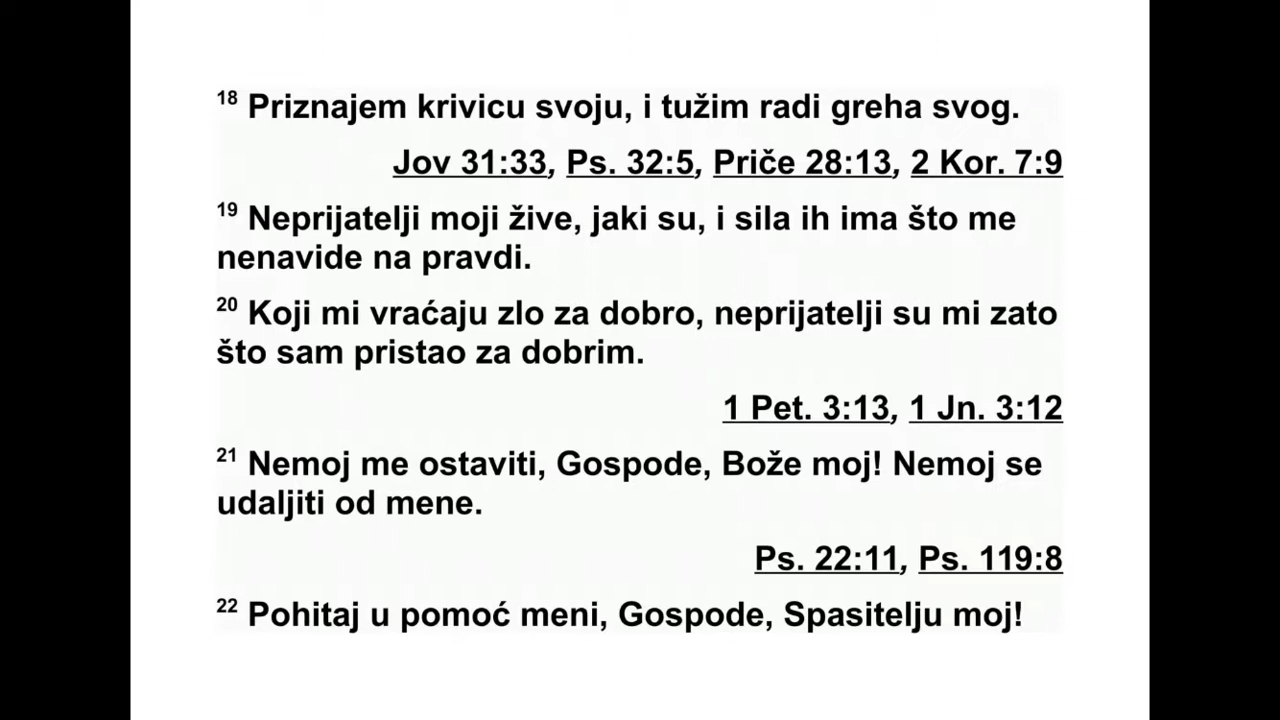 18 Priznajem krivicu svoju, i tužim radi greha svog.
Jov 31:33, Ps. 32:5, Priče 28:13, 2 Kor. 7:9
19 Neprijatelji moji žive, jaki su, i sila ih ima što me
nenavide na pravdi.
20 Koji mi vraćaju zlo za dobro, neprijatelji su mi zato
što sam pristao za dobrim.
1 Pet. 3:13, 1 Jn. 3:12
21 Nemoj me ostaviti, Gospode, Bože moj! Nemoj se
udaljiti od mene.
Ps. 22:11, Ps. 119:8
22 Pohitaj u pomoć meni, Gospode, Spasitelju moj!